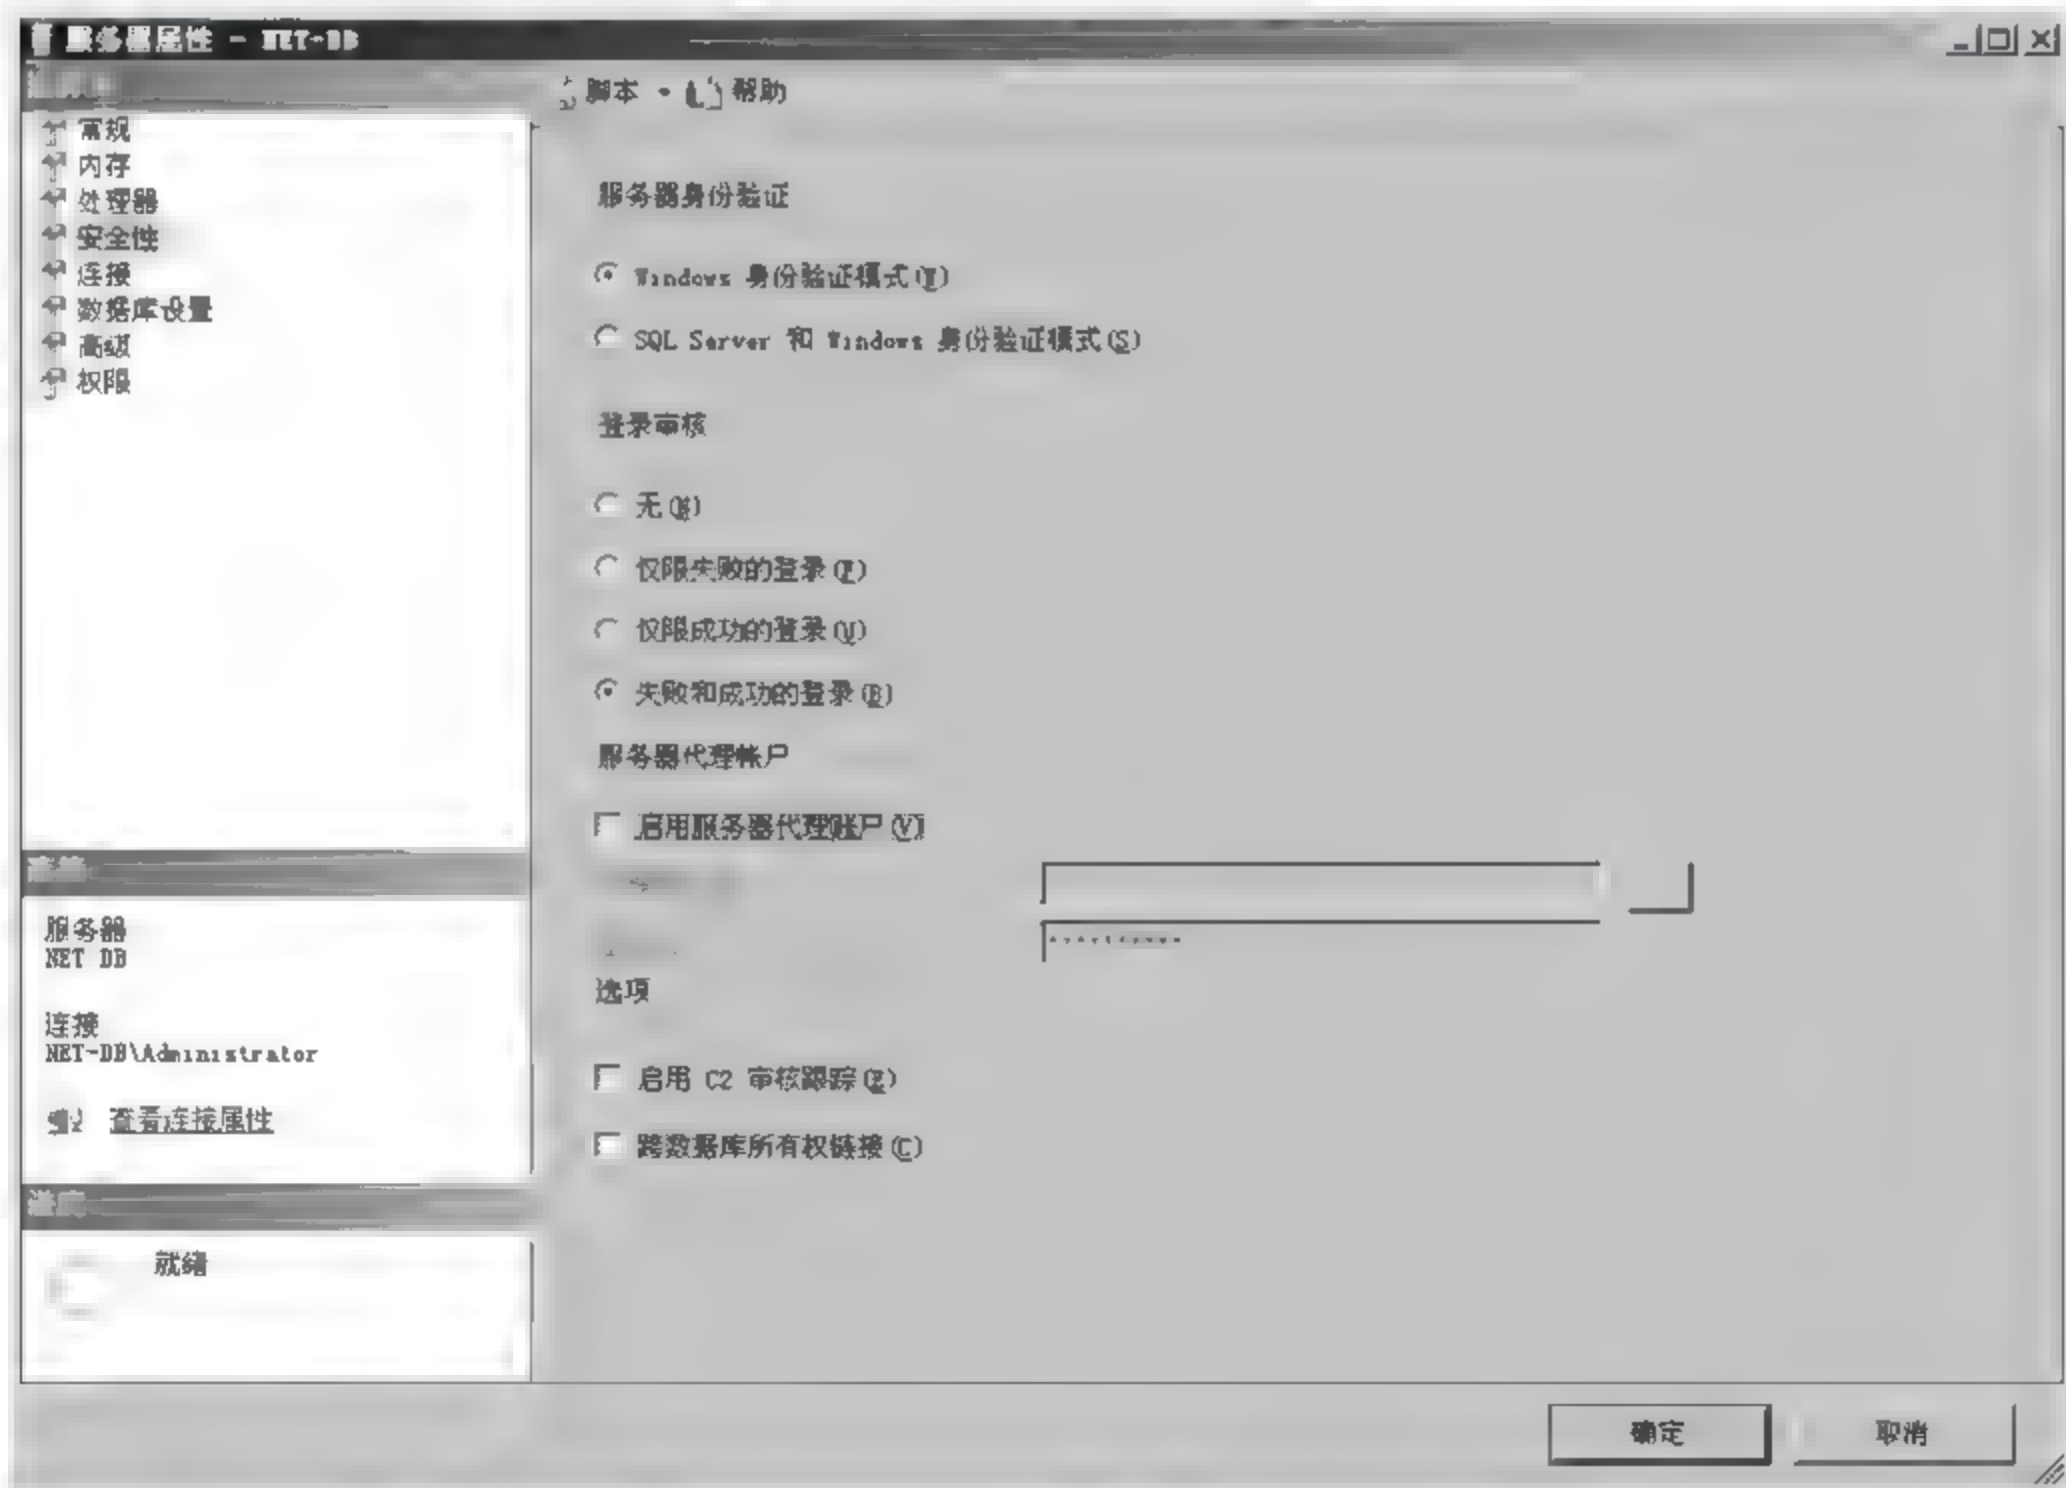 服务器属性 - NET-DB
脚本 帮助
常规
内存
处理器
安全性
连接
数据库设置
高级
权限
服务器身份验证
Windows 身份验证模式(W)
SQL Server 和 Windows 身份验证模式(S)
登录审核
无(N)
仅限失败的登录(F)
仅限成功的登录(U)
失败和成功的登录(B)
服务器代理帐户
启用服务器代理账户(V)
服务器
NET DB
连接
NET-DB\Administrator
查看连接属性
选项
启用 C2 审核跟踪(E)
跨数据库所有权链接(C)
进度
就绪
确定 取消